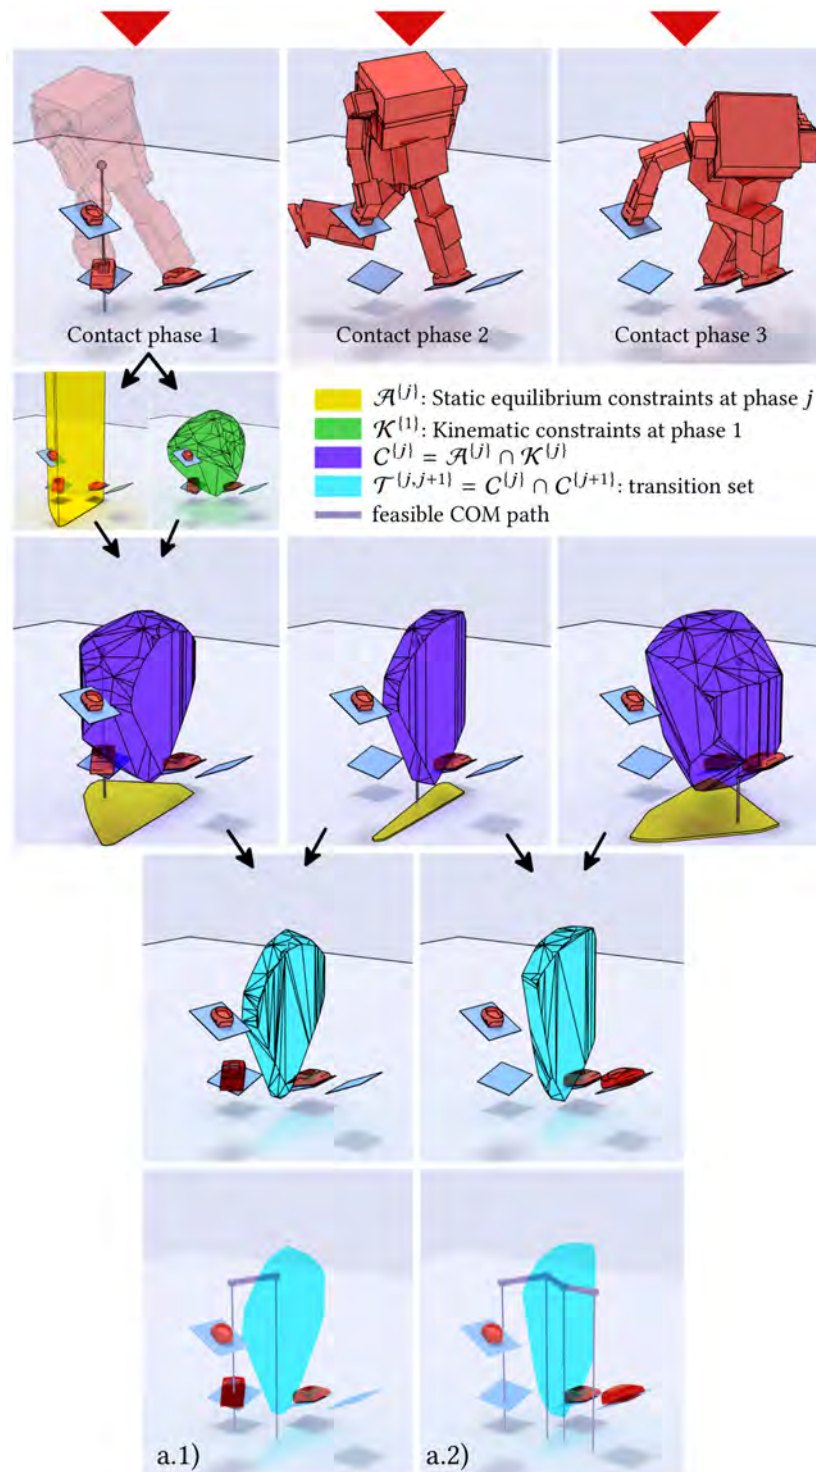 Contact phase 1
Contact phase 2
Contact phase 3
𝒜^{j}: Static equilibrium constraints at phase j
𝒦^{1}: Kinematic constraints at phase 1
C^{j} = 𝒜^{j} ∩ 𝒦^{j}
𝒯^{j,j+1} = C^{j} ∩ C^{j+1}: transition set
feasible COM path
a.1)
a.2)